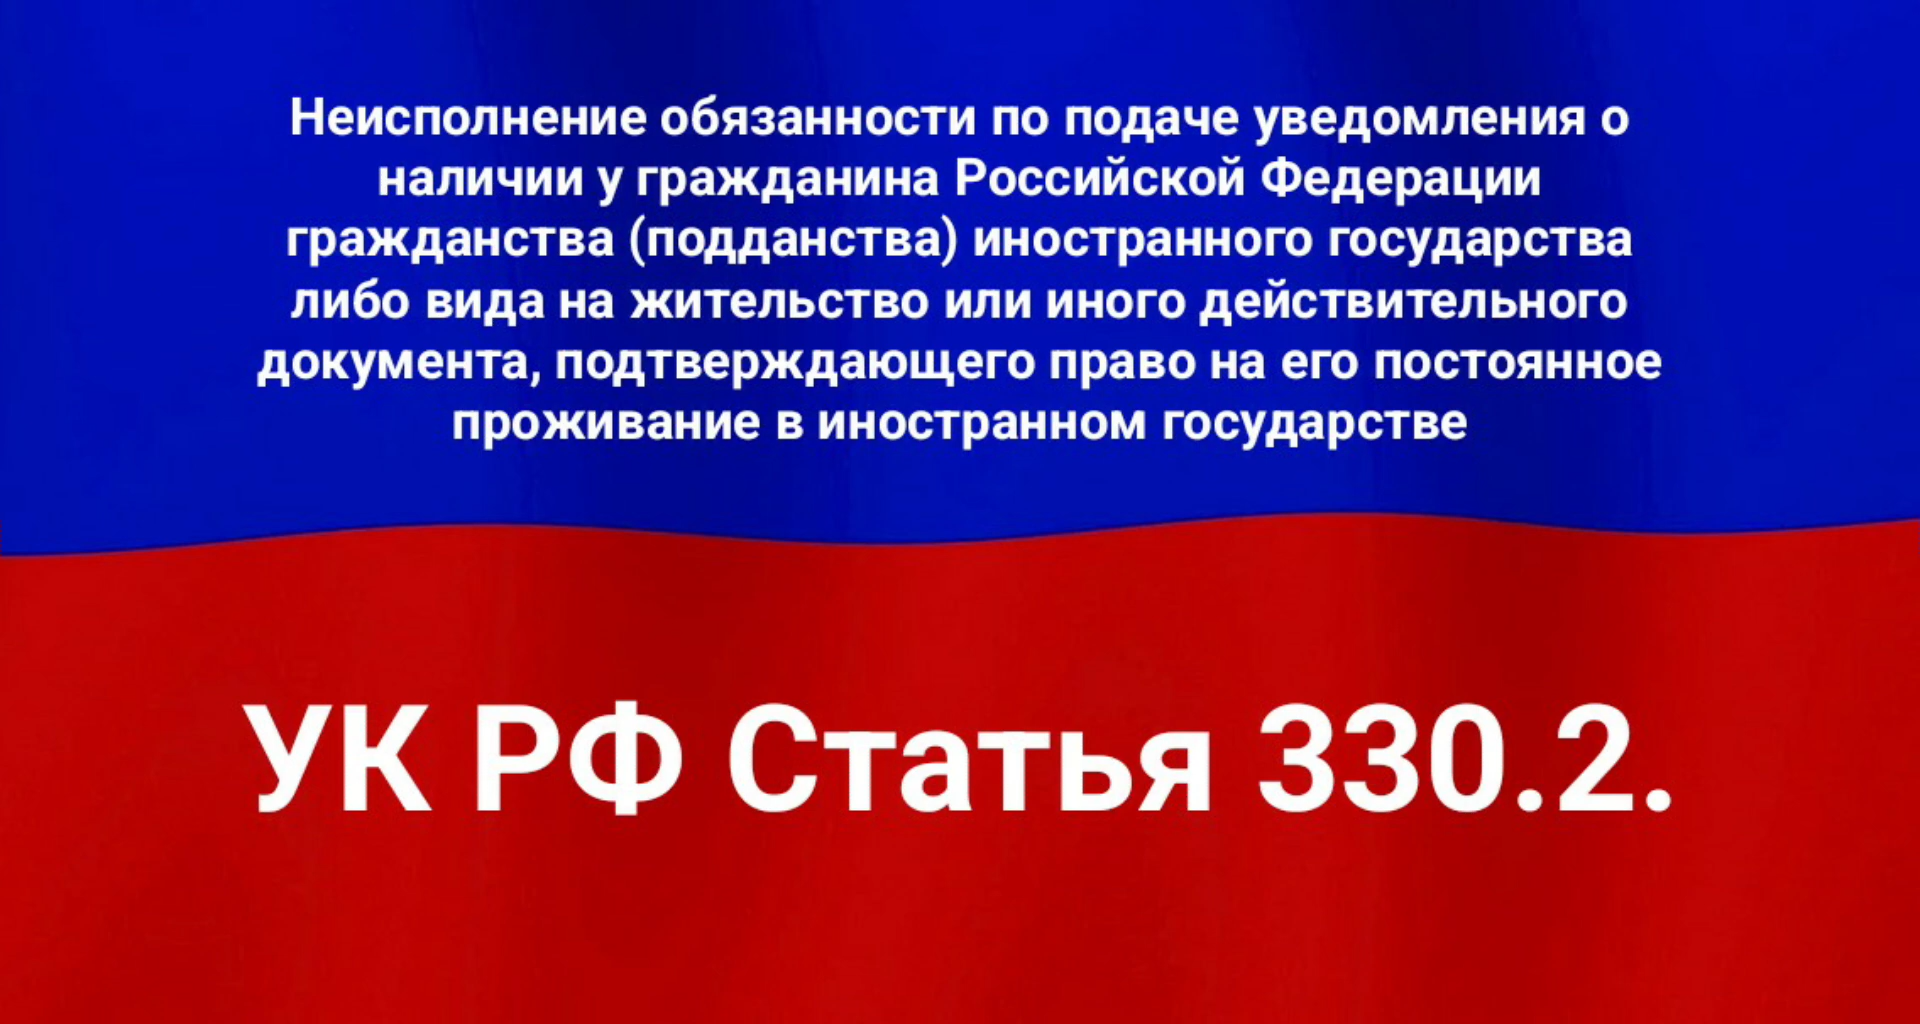 Неисполнение обязанности по подаче уведомления о
наличии у гражданина Российской Федерации
гражданства (подданства) иностранного государства
либо вида на жительство или иного действительного
документа, подтверждающего право на его постоянное
проживание в иностранном государстве
УК РФ Статья 330.2.